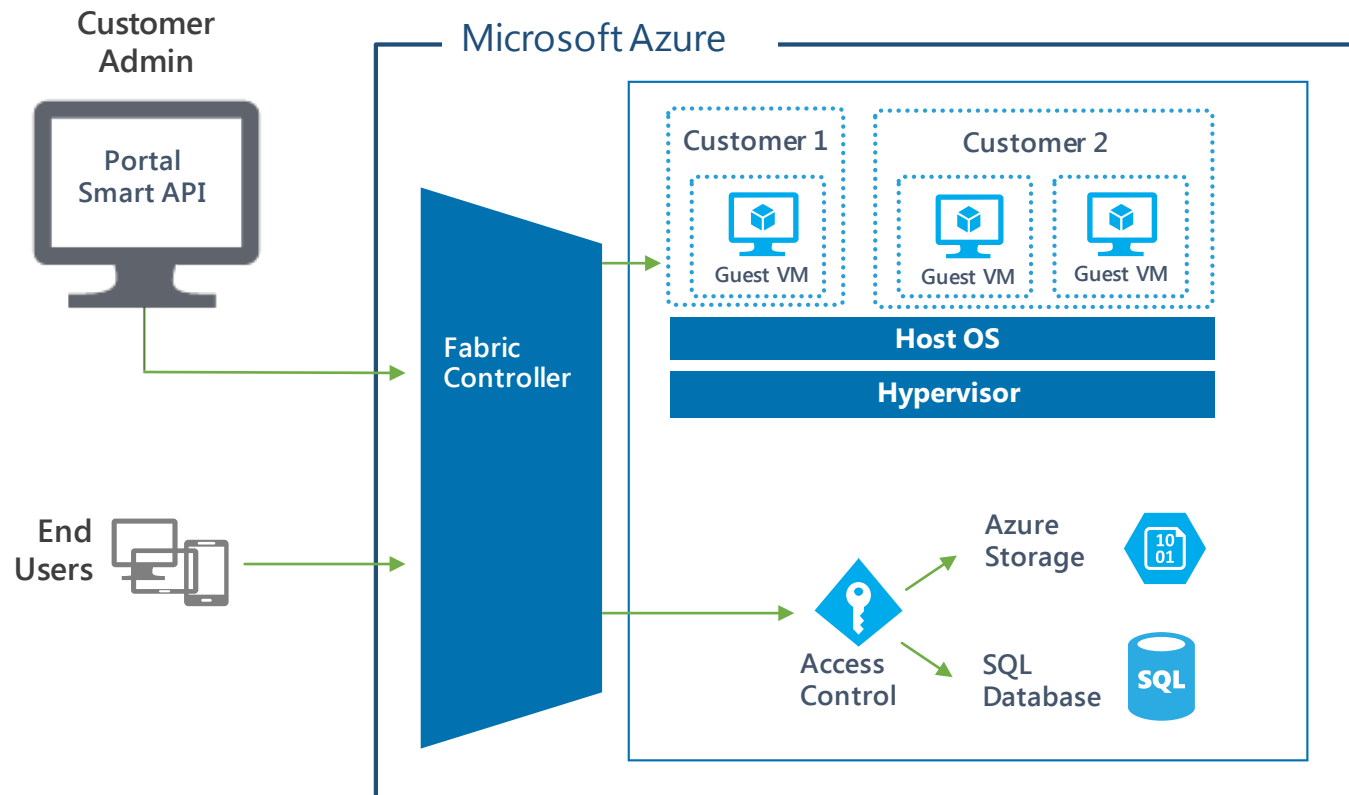 Customer
Admin
Microsoft Azure
Portal
Smart API
Customer 1
Customer 2
Guest VM
Guest VM
Guest VM
Host OS
Hypervisor
Fabric
Controller
End
Users
Azure
Storage
10
01
Access
Control
SQL
Database
SQL